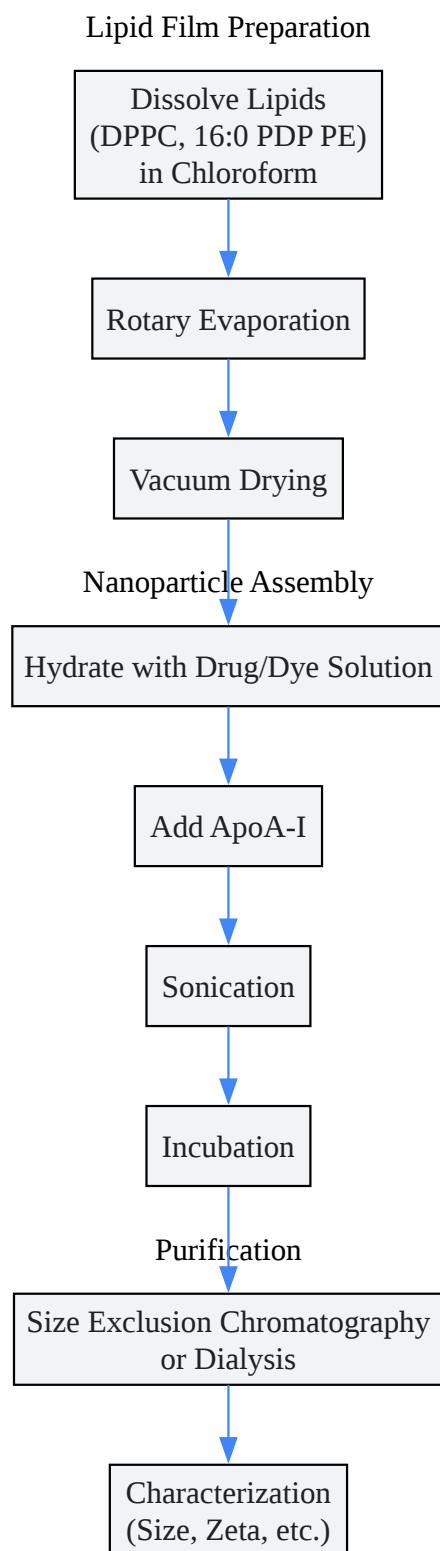 Lipid Film Preparation
Dissolve Lipids
(DPPC, 16:0 PDP PE)
in Chloroform
Rotary Evaporation
Vacuum Drying
Nanoparticle Assembly
Hydrate with Drug/Dye Solution
Add ApoA-I
Sonication
Incubation
Purification
Size Exclusion Chromatography
or Dialysis
Characterization
(Size, Zeta, etc.)